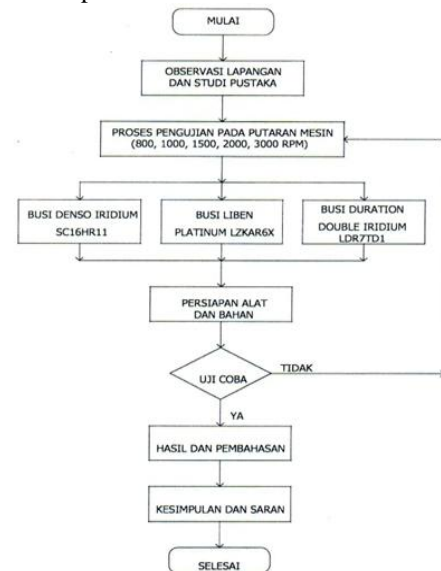 MULAI
OBSERVASI LAPANGAN
DAN STUDI PUSTAKA
PROSES PENGUJIAN PADA PUTARAN MESIN
(800, 1000, 1500, 2000, 3000 RPM)
BUSI DENSO IRIDIUM
SC16HR11
BUSI LIBEN
PLATINUM LZKAR6X
BUSI DURATION
DOUBLE IRIDIUM
LDR7TD1
PERSIAPAN ALAT
DAN BAHAN
UJI COBA
TIDAK
YA
HASIL DAN PEMBAHASAN
KESIMPULAN DAN SARAN
SELESAI